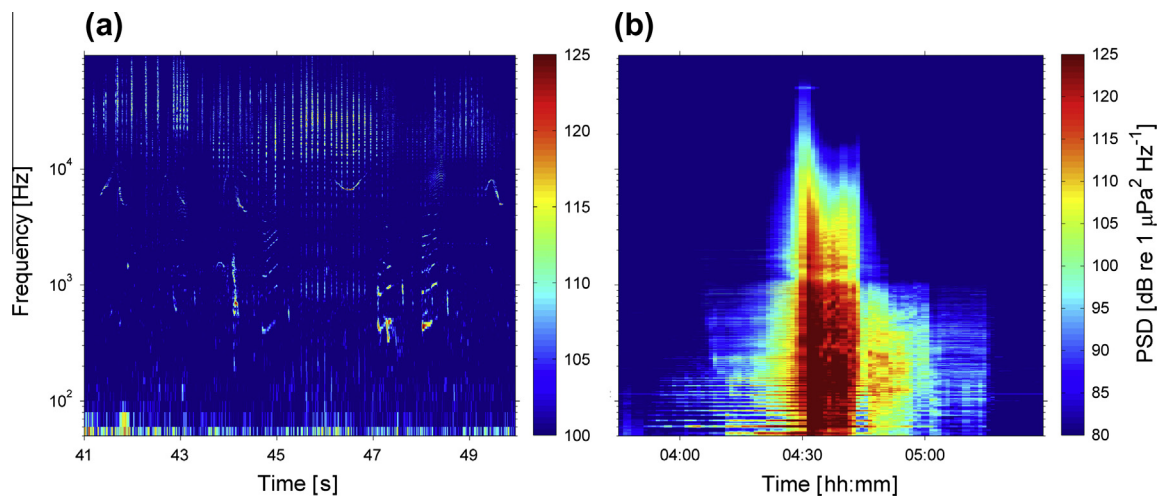 (a)
(b)
Frequency [Hz]
10⁴
10³
10²
41 43 45 47 49
Time [s]
125
120
115
110
105
100
04:00 04:30 05:00
Time [hh:mm]
125
120
115
110
105
100
95
90
85
80
PSD [dB re 1 µPa² Hz⁻¹]